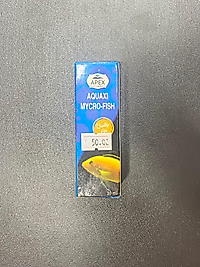 APEX
AQUAXI
MYCRO-FISH
50.00